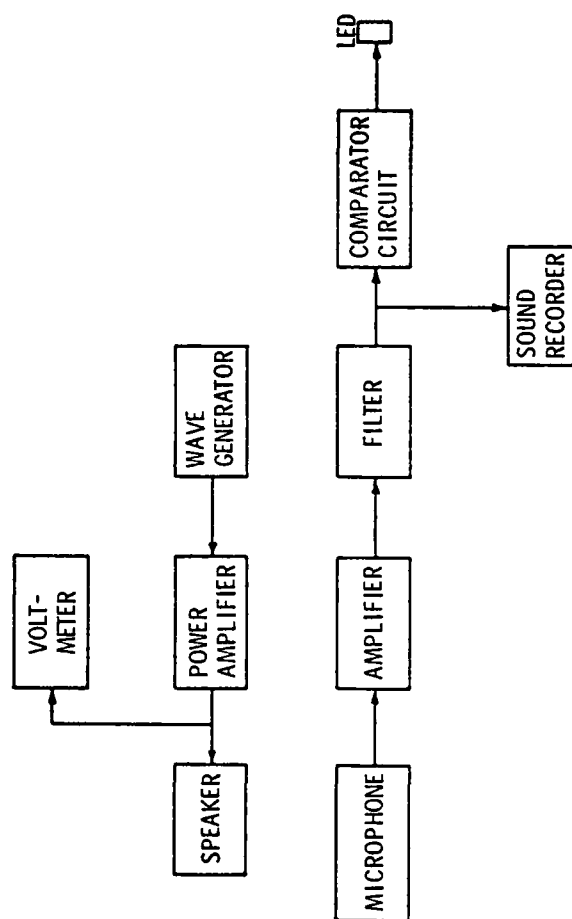 VOLT-
METER
SPEAKER
POWER
AMPLIFIER
WAVE
GENERATOR
MICROPHONE
AMPLIFIER
FILTER
COMPARATOR
CIRCUIT
LED
SOUND
RECORDER